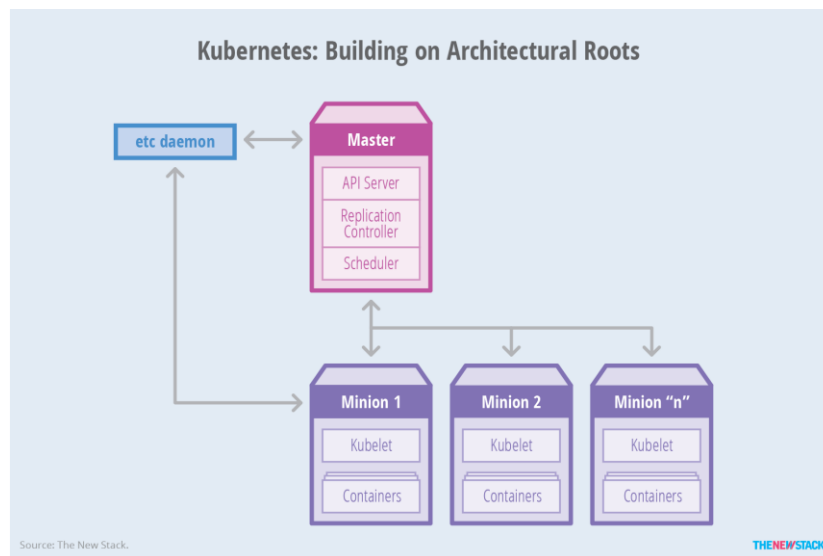 Kubernetes: Building on Architectural Roots
etc daemon
Master
API Server
Replication
Controller
Scheduler
Minion 1
Minion 2
Minion “n”
Kubelet
Kubelet
Kubelet
Containers
Containers
Containers
Source: The New Stack.
THENEWSTACK